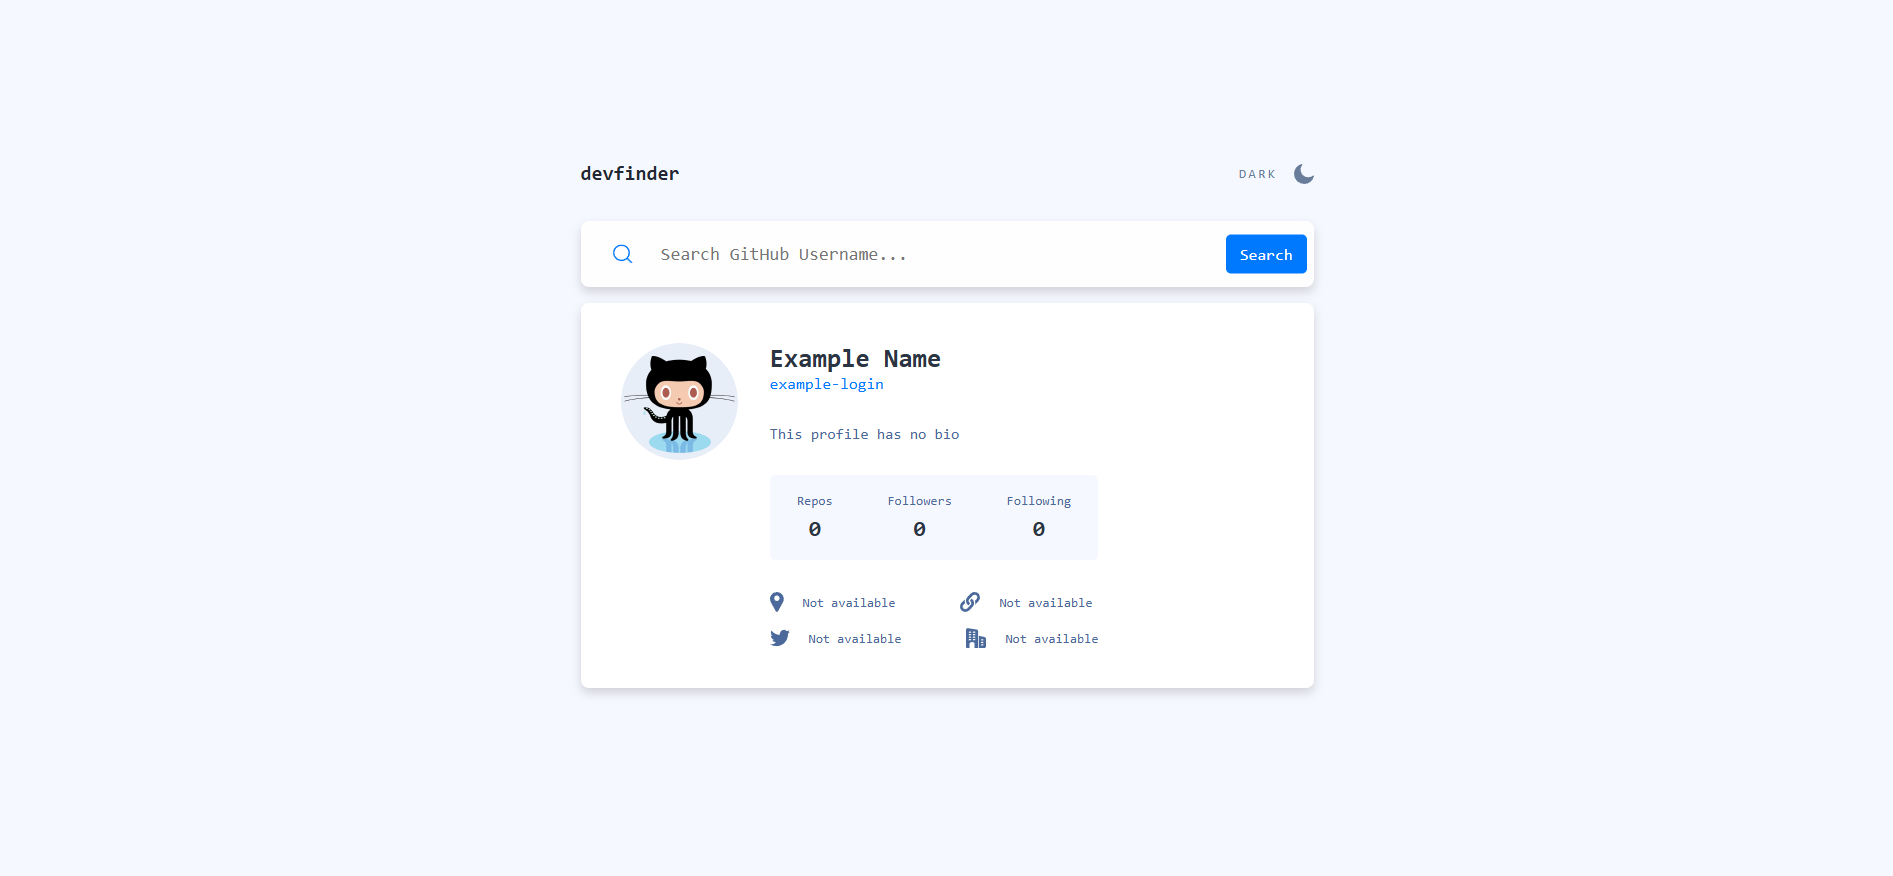 devfinder DARK
Search GitHub Username... Search
Example Name
example-login
This profile has no bio
Repos Followers Following
0 0 0
Not available Not available
Not available Not available